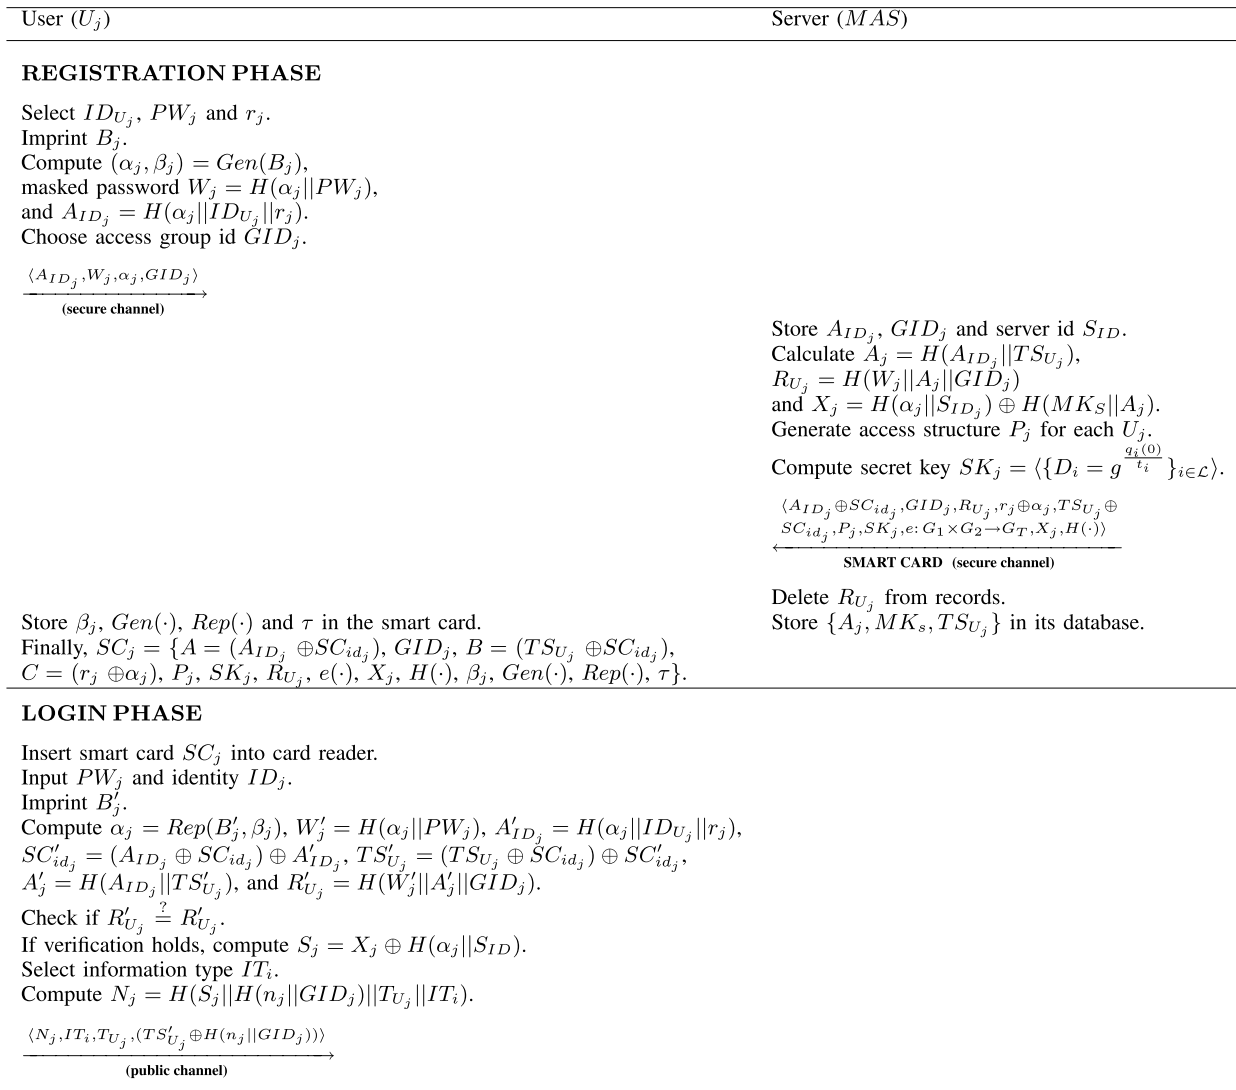 User (U_j)
Server (MAS)
REGISTRATION PHASE
Select ID_{U_j}, PW_j and r_j.
Imprint B_j.
Compute (α_j, β_j) = Gen(B_j),
masked password W_j = H(α_j||PW_j),
and A_{ID_j} = H(α_j||ID_{U_j}||r_j).
Choose access group id GID_j.
⟨A_{ID_j}, W_j, α_j, GID_j⟩
(secure channel)
Store A_{ID_j}, GID_j and server id S_{ID}.
Calculate A_j = H(A_{ID_j}||TS_{U_j}),
R_{U_j} = H(W_j||A_j||GID_j)
and X_j = H(α_j||S_{ID_j}) ⊕ H(MK_S||A_j).
Generate access structure P_j for each U_j.
Compute secret key SK_j = ⟨{D_i = g^{\frac{q_i(0)}{t_i}}}_{i∈ℒ}⟩.
⟨A_{ID_j}⊕SC_{id_j}, GID_j, R_{U_j}, r_j⊕α_j, TS_{U_j}⊕
SC_{id_j}, P_j, SK_j, e: G_1×G_2→G_T, X_j, H(·)⟩
SMART CARD (secure channel)
Delete R_{U_j} from records.
Store {A_j, MK_s, TS_{U_j}} in its database.
Store β_j, Gen(·), Rep(·) and τ in the smart card.
Finally, SC_j = {A = (A_{ID_j} ⊕SC_{id_j}), GID_j, B = (TS_{U_j} ⊕SC_{id_j}),
C = (r_j ⊕α_j), P_j, SK_j, R_{U_j}, e(·), X_j, H(·), β_j, Gen(·), Rep(·), τ}.
LOGIN PHASE
Insert smart card SC_j into card reader.
Input PW_j and identity ID_j.
Imprint B'_j.
Compute α_j = Rep(B'_j, β_j), W'_j = H(α_j||PW_j), A'_{ID_j} = H(α_j||ID_{U_j}||r_j),
SC'_{id_j} = (A_{ID_j} ⊕ SC_{id_j}) ⊕ A'_{ID_j}, TS'_{U_j} = (TS_{U_j} ⊕ SC_{id_j}) ⊕ SC'_{id_j},
A'_j = H(A_{ID_j}||TS'_{U_j}), and R'_{U_j} = H(W'_j||A'_j||GID_j).
Check if R'_{U_j} \stackrel{?}{=} R'_{U_j}.
If verification holds, compute S_j = X_j ⊕ H(α_j||S_{ID}).
Select information type IT_i.
Compute N_j = H(S_j||H(n_j||GID_j)||T_{U_j}||IT_i).
⟨N_j, IT_i, T_{U_j}, (TS'_{U_j}⊕H(n_j||GID_j))⟩
(public channel)